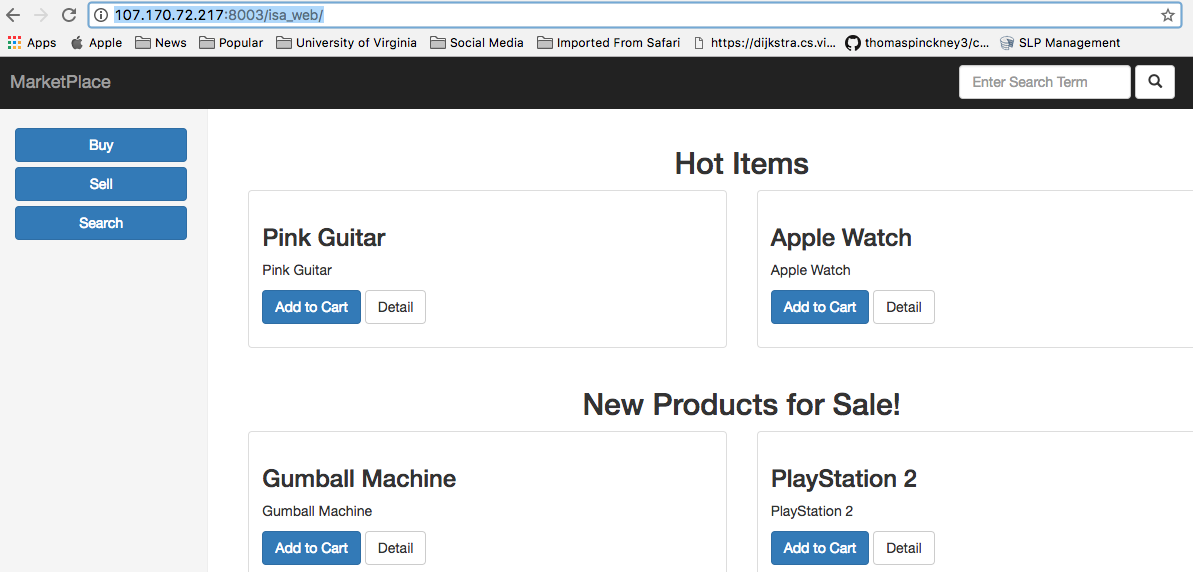 107.170.72.217:8003/isa_web/
Apps Apple News Popular University of Virginia Social Media Imported From Safari https://dijkstra.cs.vi... thomaspinckney3/c... SLP Management
MarketPlace Enter Search Term
Buy
Sell
Search
Hot Items
Pink Guitar Apple Watch
Pink Guitar Apple Watch
Add to Cart Detail Add to Cart Detail
New Products for Sale!
Gumball Machine PlayStation 2
Gumball Machine PlayStation 2
Add to Cart Detail Add to Cart Detail